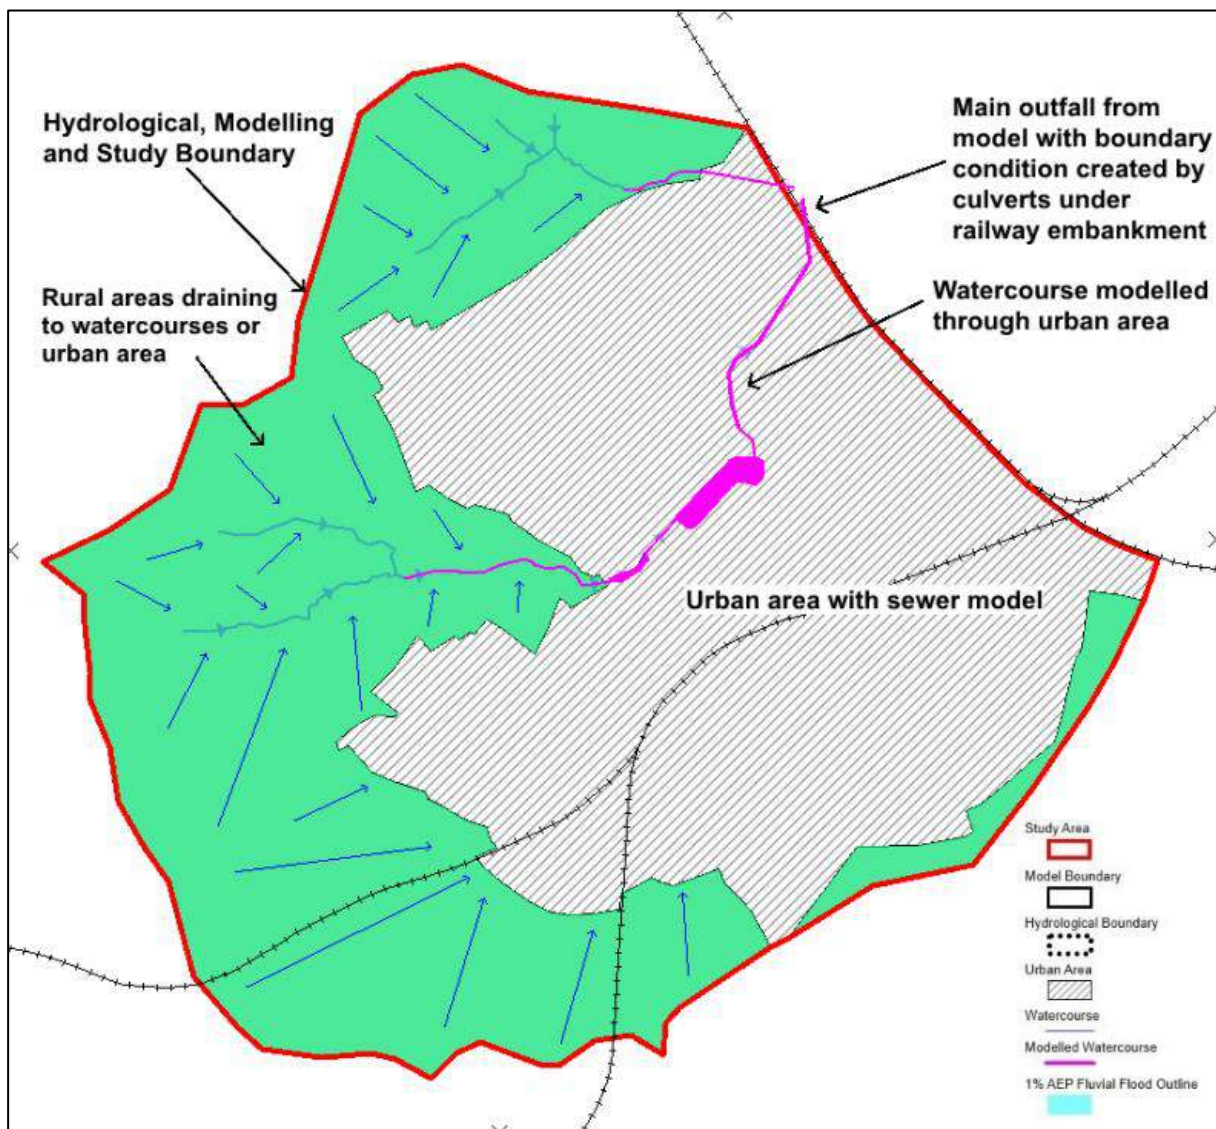 Hydrological, Modelling
and Study Boundary
Main outfall from
model with boundary
condition created by
culverts under
railway embankment
Rural areas draining
to watercourses or
urban area
Watercourse modelled
through urban area
Urban area with sewer model
Study Area
Model Boundary
Hydrological Boundary
Urban Area
Watercourse
Modelled Watercourse
1% AEP Fluvial Flood Outline